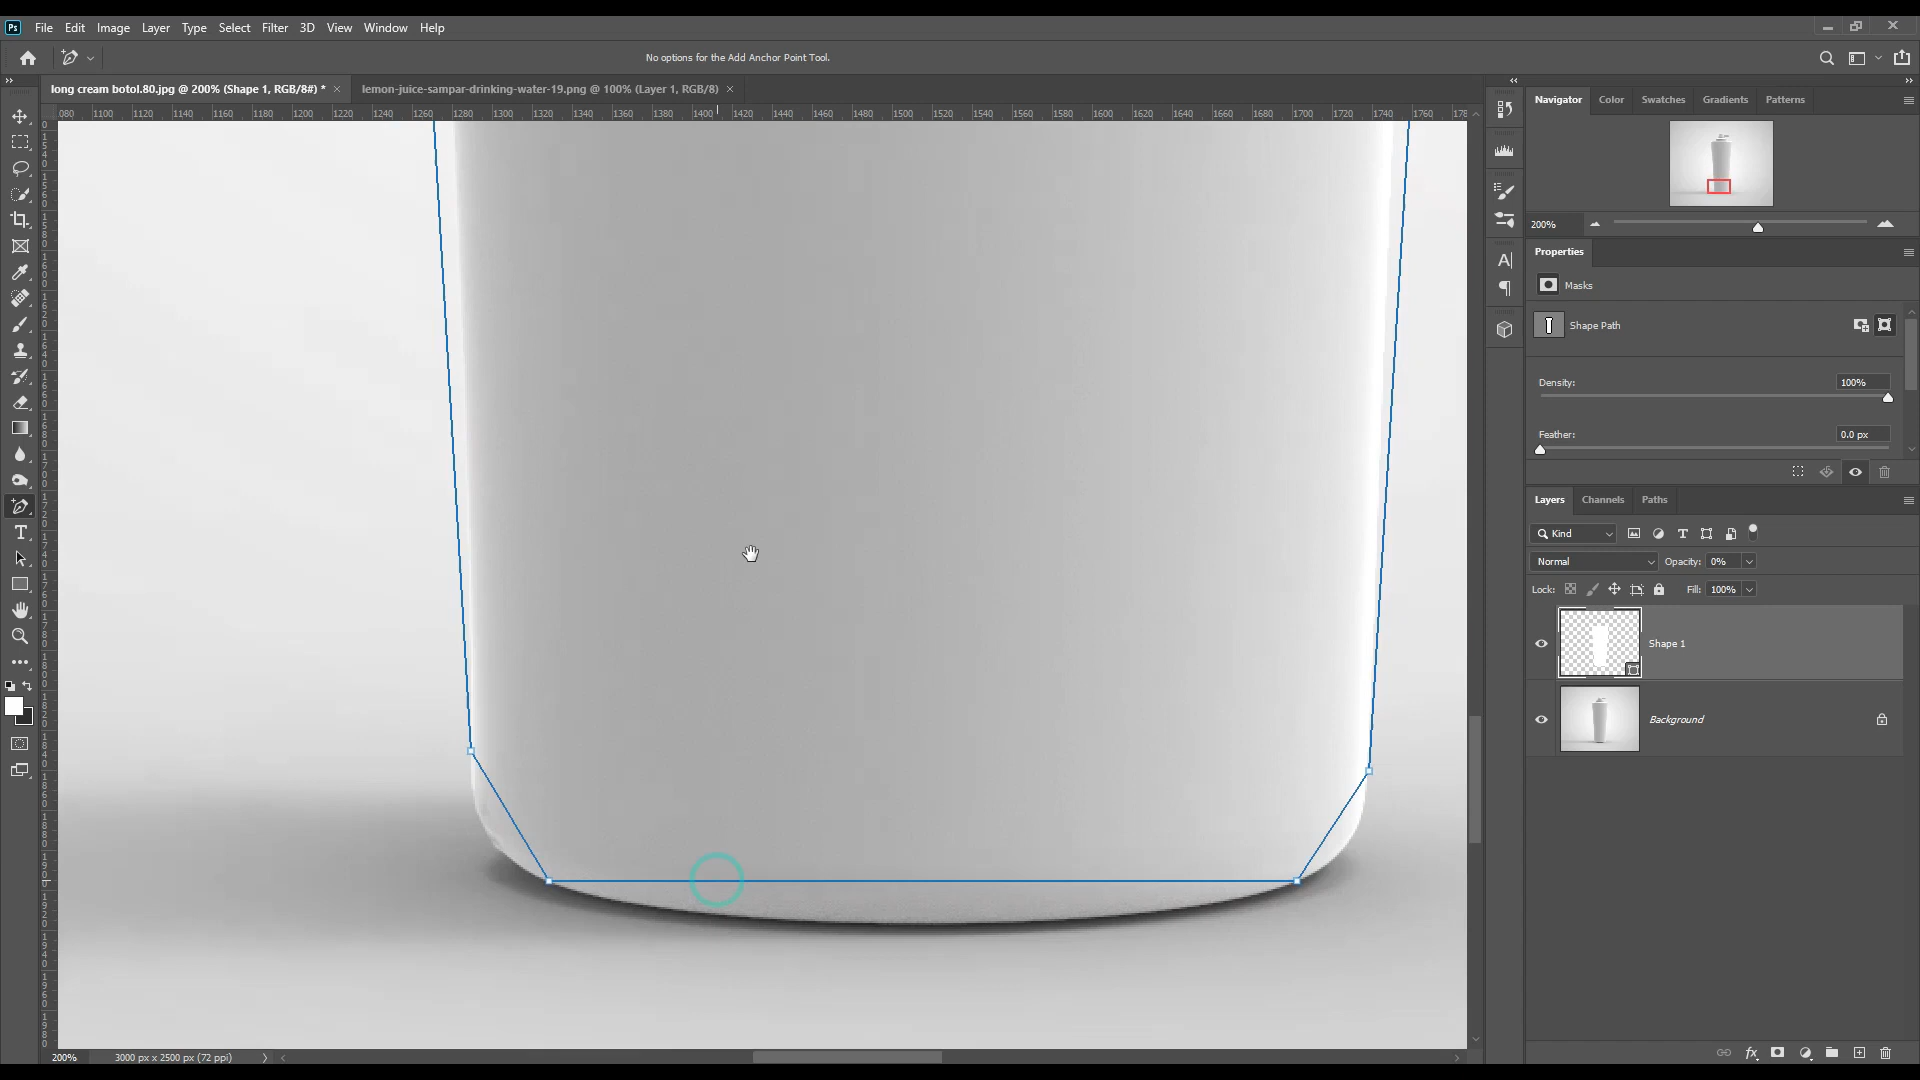 Ps File Edit Image Layer Type Select Filter 3D View Window Help
No options for the Add Anchor Point Tool.
long cream botol.80.jpg @ 200% (Shape 1, RGB/8#) * × lemon-juice-sampar-drinking-water-19.png @ 100% (Layer 1, RGB/8) ×
1100 1120 1140 1160 1180 1200 1220 1240 1260 1280 1300 1320 1340 1360 1380 1400 1420 1440 1460 1480 1500 1520 1540 1560 1580 1600 1620 1640 1660 1680 1700 1720 1740 1760
Navigator Color Swatches Gradients Patterns
200%
Properties
Masks
Shape Path
Density: 100%
Feather: 0.0 px
Layers Channels Paths
Kind
Normal Opacity: 0%
Lock: Fill: 100%
Shape 1
Background
200% 3000 px x 2500 px (72 ppi)